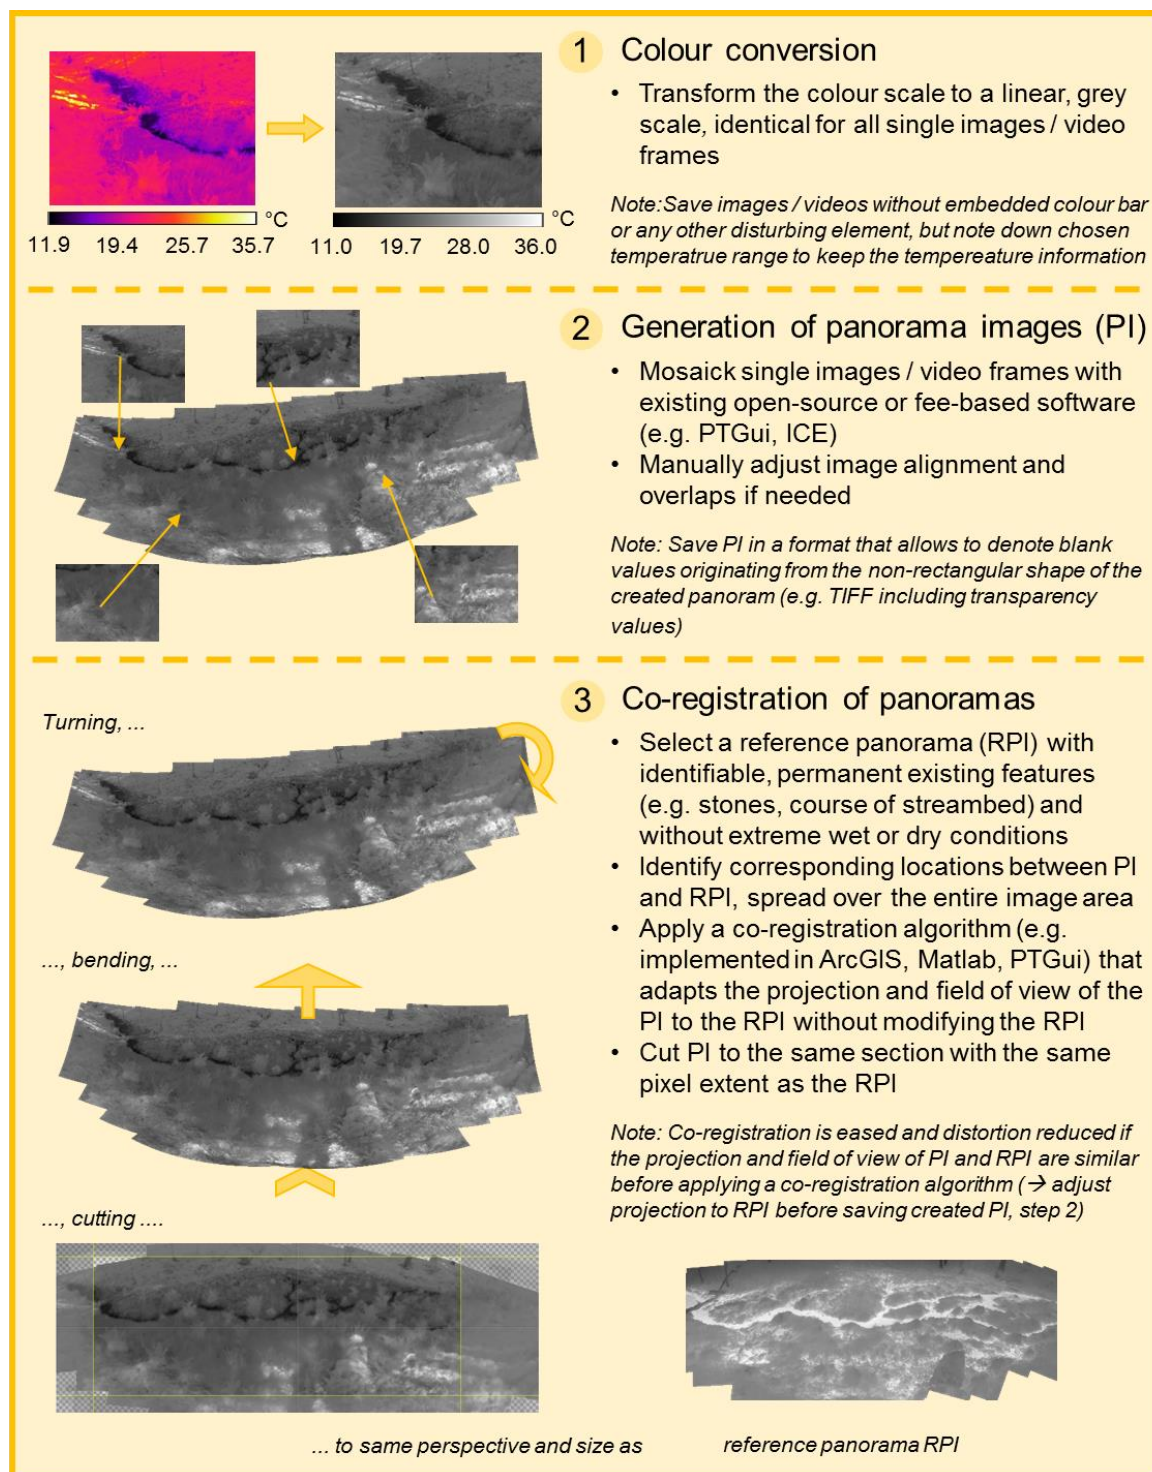 1 Colour conversion
• Transform the colour scale to a linear, grey
scale, identical for all single images / video
frames
Note:Save images / videos without embedded colour bar
or any other disturbing element, but note down chosen
temperatrue range to keep the tempereature information
°C
11.9 19.4 25.7 35.7
°C
11.0 19.7 28.0 36.0
2 Generation of panorama images (PI)
• Mosaick single images / video frames with
existing open-source or fee-based software
(e.g. PTGui, ICE)
• Manually adjust image alignment and
overlaps if needed
Note: Save PI in a format that allows to denote blank
values originating from the non-rectangular shape of the
created panoram (e.g. TIFF including transparency
values)
3 Co-registration of panoramas
• Select a reference panorama (RPI) with
identifiable, permanent existing features
(e.g. stones, course of streambed) and
without extreme wet or dry conditions
• Identify corresponding locations between PI
and RPI, spread over the entire image area
• Apply a co-registration algorithm (e.g.
implemented in ArcGIS, Matlab, PTGui) that
adapts the projection and field of view of the
PI to the RPI without modifying the RPI
• Cut PI to the same section with the same
pixel extent as the RPI
Note: Co-registration is eased and distortion reduced if
the projection and field of view of PI and RPI are similar
before applying a co-registration algorithm (→ adjust
projection to RPI before saving created PI, step 2)
Turning, ...
..., bending, ...
..., cutting ....
... to same perspective and size as reference panorama RPI